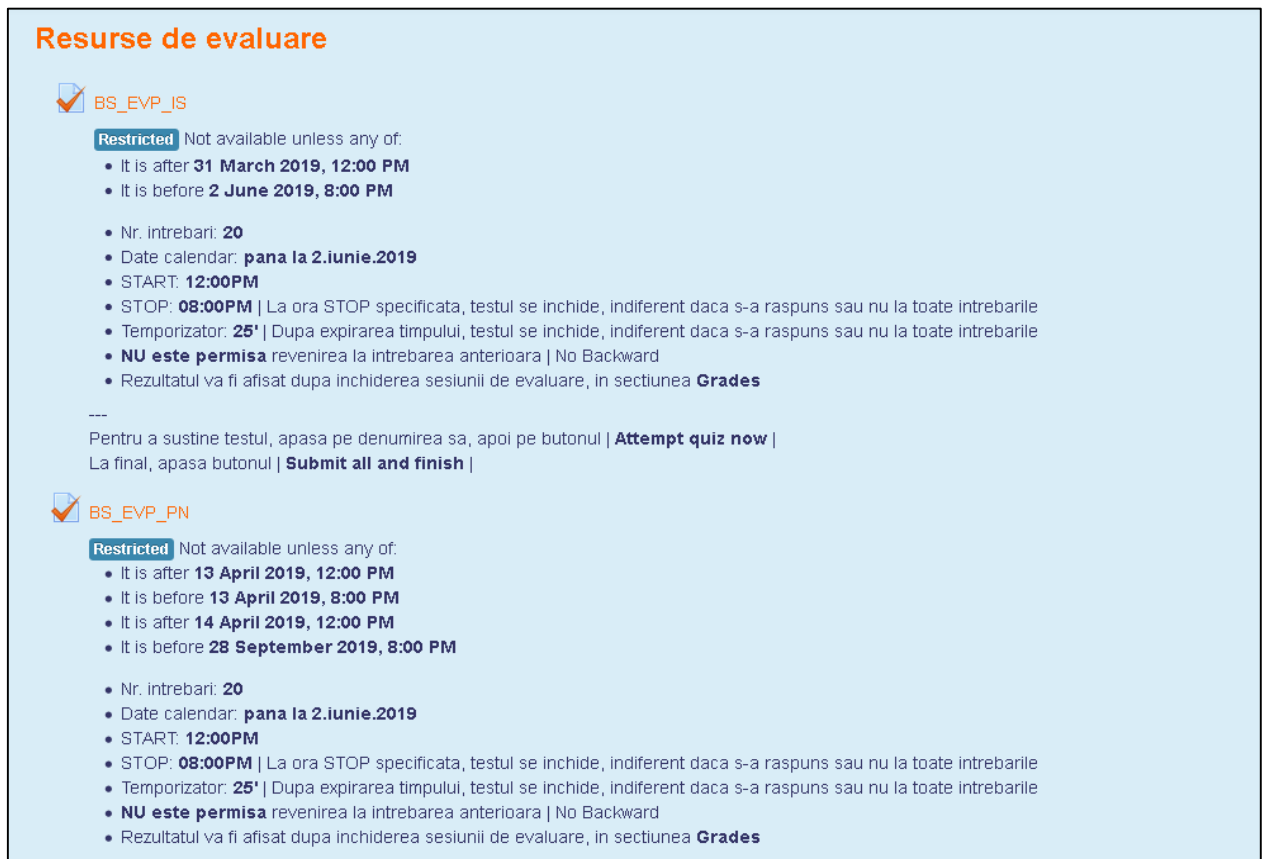 Resurse de evaluare
BS_EVP_IS
Restricted Not available unless any of:
• It is after 31 March 2019, 12:00 PM
• It is before 2 June 2019, 8:00 PM
• Nr. intrebari: 20
• Date calendar: pana la 2.iunie.2019
• START: 12:00PM
• STOP: 08:00PM | La ora STOP specificata, testul se inchide, indiferent daca s-a raspuns sau nu la toate intrebarile
• Temporizator: 25' | Dupa expirarea timpului, testul se inchide, indiferent daca s-a raspuns sau nu la toate intrebarile
• NU este permisa revenirea la intrebarea anterioara | No Backward
• Rezultatul va fi afisat dupa inchiderea sesiunii de evaluare, in sectiunea Grades
---
Pentru a sustine testul, apasa pe denumirea sa, apoi pe butonul | Attempt quiz now |
La final, apasa butonul | Submit all and finish |
BS_EVP_PN
Restricted Not available unless any of:
• It is after 13 April 2019, 12:00 PM
• It is before 13 April 2019, 8:00 PM
• It is after 14 April 2019, 12:00 PM
• It is before 28 September 2019, 8:00 PM
• Nr. intrebari: 20
• Date calendar: pana la 2.iunie.2019
• START: 12:00PM
• STOP: 08:00PM | La ora STOP specificata, testul se inchide, indiferent daca s-a raspuns sau nu la toate intrebarile
• Temporizator: 25' | Dupa expirarea timpului, testul se inchide, indiferent daca s-a raspuns sau nu la toate intrebarile
• NU este permisa revenirea la intrebarea anterioara | No Backward
• Rezultatul va fi afisat dupa inchiderea sesiunii de evaluare, in sectiunea Grades